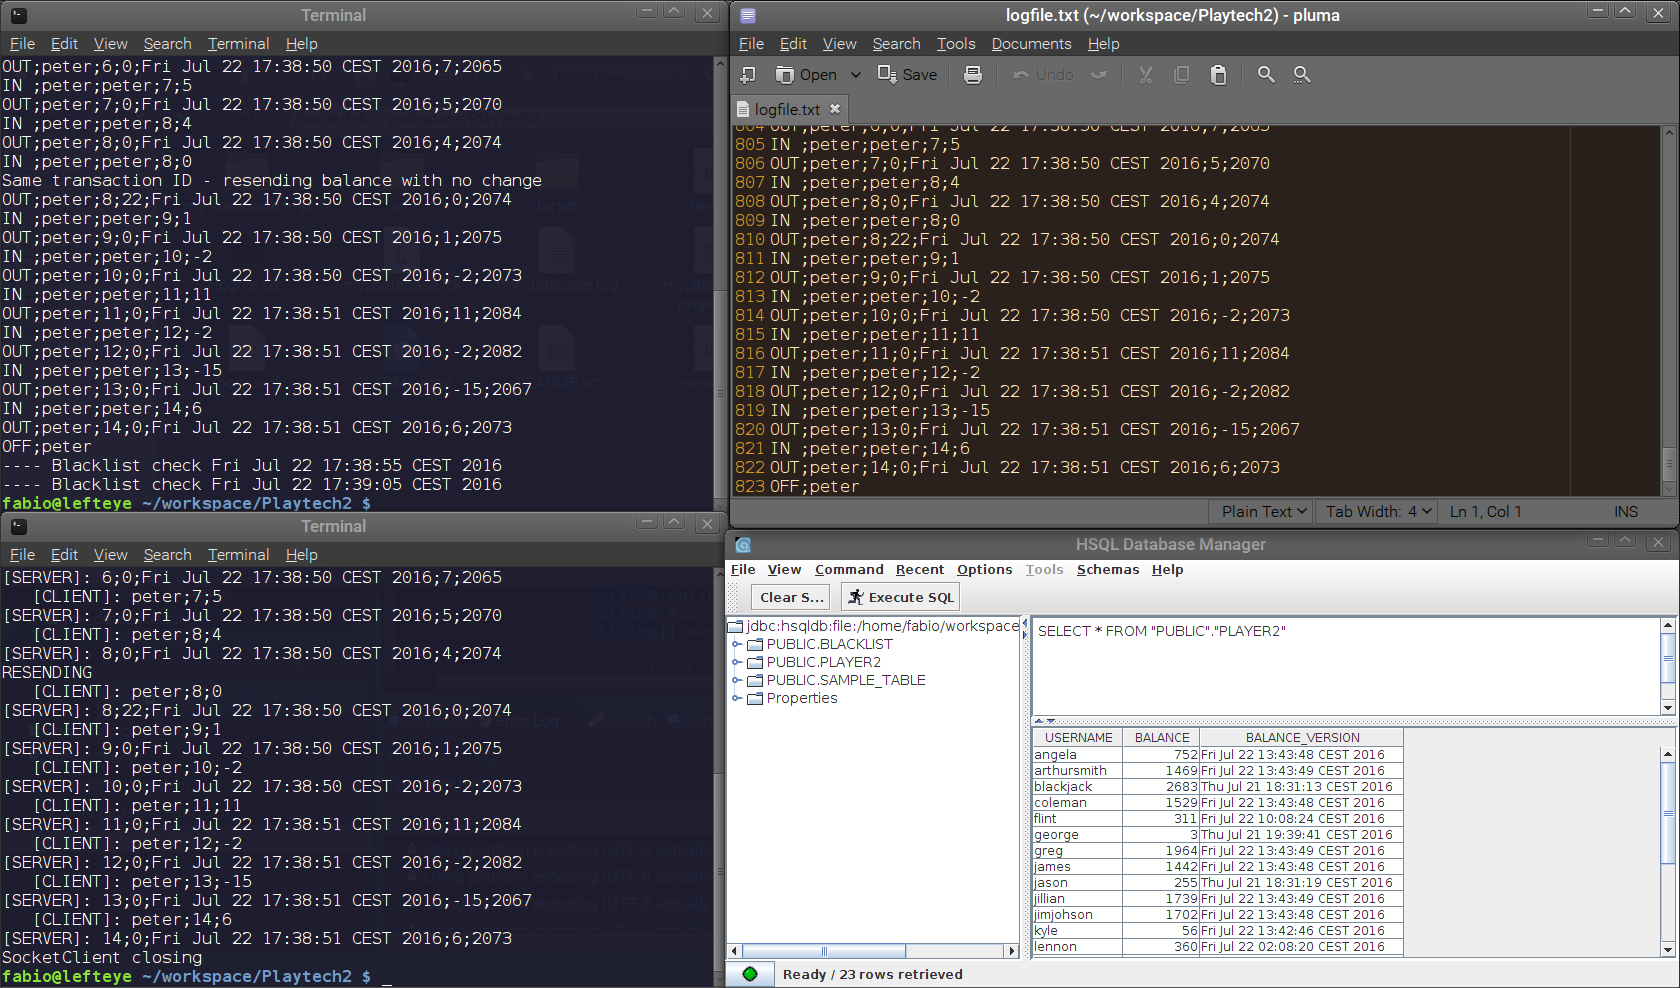 Terminal
File Edit View Search Terminal Help
OUT;peter;6;0;Fri Jul 22 17:38:50 CEST 2016;7;2065
IN ;peter;peter;7;5
OUT;peter;7;0;Fri Jul 22 17:38:50 CEST 2016;5;2070
IN ;peter;peter;8;4
OUT;peter;8;0;Fri Jul 22 17:38:50 CEST 2016;4;2074
IN ;peter;peter;8;0
Same transaction ID - resending balance with no change
OUT;peter;8;22;Fri Jul 22 17:38:50 CEST 2016;0;2074
IN ;peter;peter;9;1
OUT;peter;9;0;Fri Jul 22 17:38:50 CEST 2016;1;2075
IN ;peter;peter;10;-2
OUT;peter;10;0;Fri Jul 22 17:38:50 CEST 2016;-2;2073
IN ;peter;peter;11;11
OUT;peter;11;0;Fri Jul 22 17:38:51 CEST 2016;11;2084
IN ;peter;peter;12;-2
OUT;peter;12;0;Fri Jul 22 17:38:51 CEST 2016;-2;2082
IN ;peter;peter;13;-15
OUT;peter;13;0;Fri Jul 22 17:38:51 CEST 2016;-15;2067
IN ;peter;peter;14;6
OUT;peter;14;0;Fri Jul 22 17:38:51 CEST 2016;6;2073
OFF;peter
---- Blacklist check Fri Jul 22 17:38:55 CEST 2016
---- Blacklist check Fri Jul 22 17:39:05 CEST 2016
fabio@lefteye ~/workspace/Playtech2 $
logfile.txt (~/workspace/Playtech2) - pluma
File Edit View Search Tools Documents Help
Open Save Undo
logfile.txt
804 OUT;peter;6;0;Fri Jul 22 17:38:50 CEST 2016;7;2065
805 IN ;peter;peter;7;5
806 OUT;peter;7;0;Fri Jul 22 17:38:50 CEST 2016;5;2070
807 IN ;peter;peter;8;4
808 OUT;peter;8;0;Fri Jul 22 17:38:50 CEST 2016;4;2074
809 IN ;peter;peter;8;0
810 OUT;peter;8;22;Fri Jul 22 17:38:50 CEST 2016;0;2074
811 IN ;peter;peter;9;1
812 OUT;peter;9;0;Fri Jul 22 17:38:50 CEST 2016;1;2075
813 IN ;peter;peter;10;-2
814 OUT;peter;10;0;Fri Jul 22 17:38:50 CEST 2016;-2;2073
815 IN ;peter;peter;11;11
816 OUT;peter;11;0;Fri Jul 22 17:38:51 CEST 2016;11;2084
817 IN ;peter;peter;12;-2
818 OUT;peter;12;0;Fri Jul 22 17:38:51 CEST 2016;-2;2082
819 IN ;peter;peter;13;-15
820 OUT;peter;13;0;Fri Jul 22 17:38:51 CEST 2016;-15;2067
821 IN ;peter;peter;14;6
822 OUT;peter;14;0;Fri Jul 22 17:38:51 CEST 2016;6;2073
823 OFF;peter
Plain Text Tab Width: 4 Ln 1, Col 1 INS
Terminal
File Edit View Search Terminal Help
[SERVER]: 6;0;Fri Jul 22 17:38:50 CEST 2016;7;2065
[CLIENT]: peter;7;5
[SERVER]: 7;0;Fri Jul 22 17:38:50 CEST 2016;5;2070
[CLIENT]: peter;8;4
[SERVER]: 8;0;Fri Jul 22 17:38:50 CEST 2016;4;2074
RESENDING
[CLIENT]: peter;8;0
[SERVER]: 8;22;Fri Jul 22 17:38:50 CEST 2016;0;2074
[CLIENT]: peter;9;1
[SERVER]: 9;0;Fri Jul 22 17:38:50 CEST 2016;1;2075
[CLIENT]: peter;10;-2
[SERVER]: 10;0;Fri Jul 22 17:38:50 CEST 2016;-2;2073
[CLIENT]: peter;11;11
[SERVER]: 11;0;Fri Jul 22 17:38:51 CEST 2016;11;2084
[CLIENT]: peter;12;-2
[SERVER]: 12;0;Fri Jul 22 17:38:51 CEST 2016;-2;2082
[CLIENT]: peter;13;-15
[SERVER]: 13;0;Fri Jul 22 17:38:51 CEST 2016;-15;2067
[CLIENT]: peter;14;6
[SERVER]: 14;0;Fri Jul 22 17:38:51 CEST 2016;6;2073
SocketClient closing
fabio@lefteye ~/workspace/Playtech2 $ _
HSQL Database Manager
File View Command Recent Options Tools Schemas Help
Clear S... Execute SQL
jdbc:hsqldb:file:/home/fabio/workspace
PUBLIC.BLACKLIST
PUBLIC.PLAYER2
PUBLIC.SAMPLE_TABLE
Properties
SELECT * FROM "PUBLIC"."PLAYER2"
USERNAME BALANCE BALANCE_VERSION
angela 752 Fri Jul 22 13:43:48 CEST 2016
arthursmith 1469 Fri Jul 22 13:43:49 CEST 2016
blackjack 2683 Thu Jul 21 18:31:13 CEST 2016
coleman 1529 Fri Jul 22 13:43:48 CEST 2016
flint 311 Fri Jul 22 10:08:24 CEST 2016
george 3 Thu Jul 21 19:39:41 CEST 2016
greg 1964 Fri Jul 22 13:43:49 CEST 2016
james 1442 Fri Jul 22 13:43:48 CEST 2016
jason 255 Thu Jul 21 18:31:19 CEST 2016
jillian 1739 Fri Jul 22 13:43:49 CEST 2016
jimjohson 1702 Fri Jul 22 13:43:48 CEST 2016
kyle 56 Fri Jul 22 13:42:46 CEST 2016
lennon 360 Fri Jul 22 02:08:20 CEST 2016
Ready / 23 rows retrieved